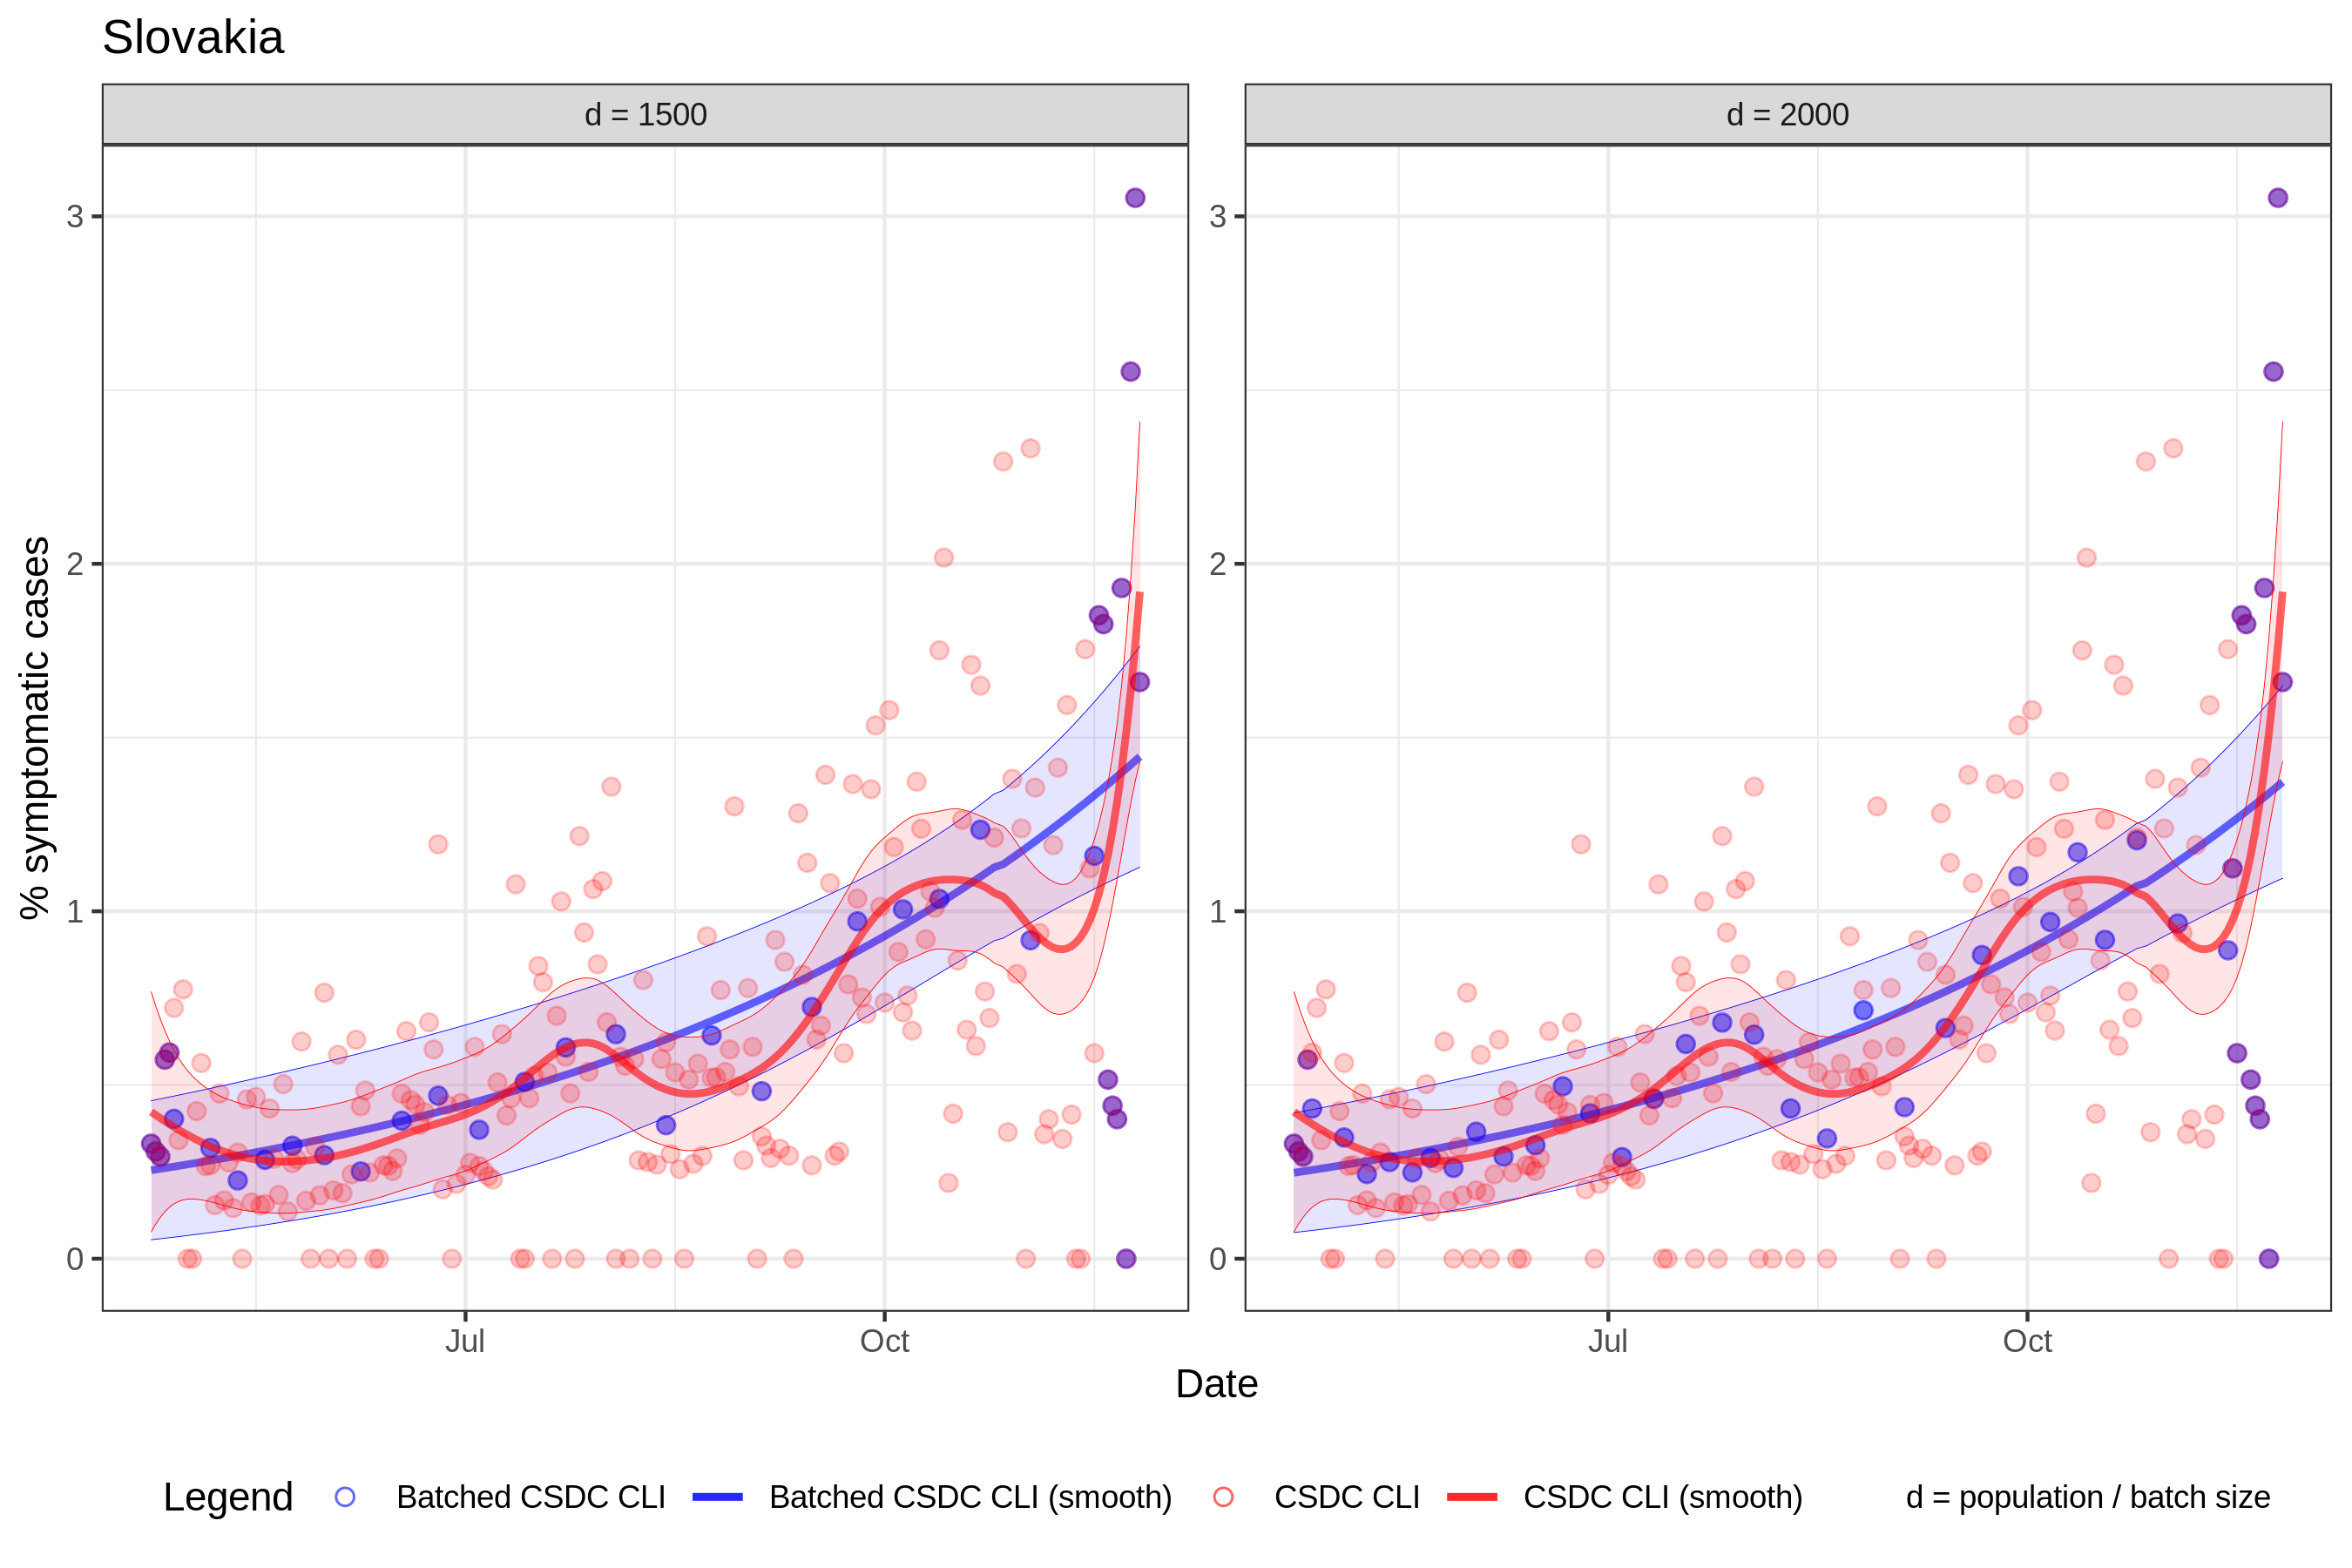 Slovakia
d = 1500
d = 2000
% symptomatic cases
3
2
1
0
3
2
1
0
Jul
Oct
Jul
Oct
Date
Legend
Batched CSDC CLI
Batched CSDC CLI (smooth)
CSDC CLI
CSDC CLI (smooth)
d = population / batch size